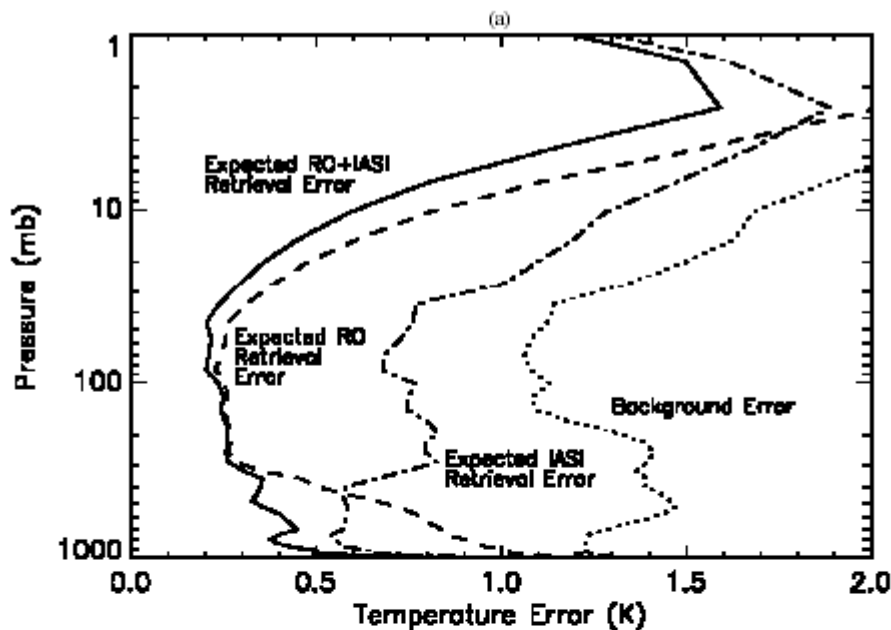 (a)
1
10
100
1000
Pressure (mb)
Expected RO+IASI
Retrieval Error
Expected RO
Retrieval
Error
Background Error
Expected IASI
Retrieval Error
0.0 0.5 1.0 1.5 2.0
Temperature Error (K)